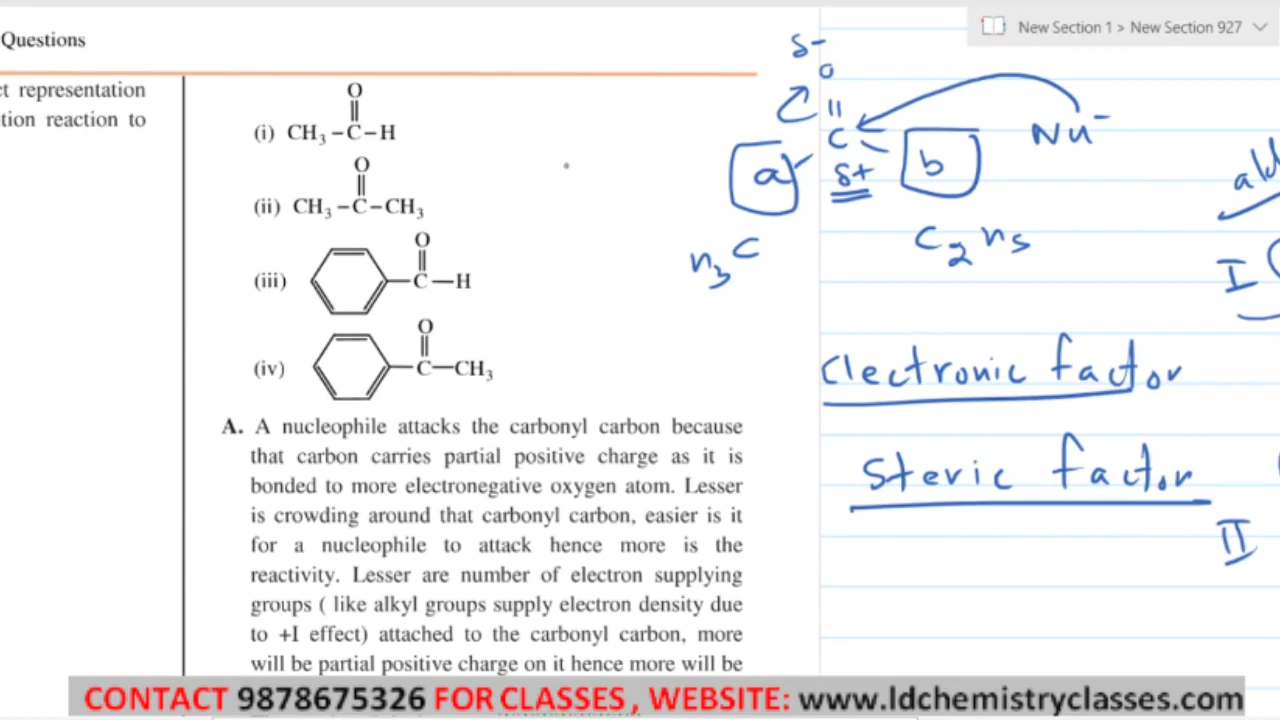 New Section 1 > New Section 927
Questions
ct representation
tion reaction to
O
(i) CH₃–C–H
O
(ii) CH₃–C–CH₃
O
(iii) C—H
O
(iv) C—CH₃
A. A nucleophile attacks the carbonyl carbon because
that carbon carries partial positive charge as it is
bonded to more electronegative oxygen atom. Lesser
is crowding around that carbonyl carbon, easier is it
for a nucleophile to attack hence more is the
reactivity. Lesser are number of electron supplying
groups ( like alkyl groups supply electron density due
to +I effect) attached to the carbonyl carbon, more
will be partial positive charge on it hence more will be
δ-
O
C
Nu⁻
a δ+ b
H₃C C₂H₅
ald
I
Electronic factor
Steric factor
II
CONTACT 9878675326 FOR CLASSES , WEBSITE: www.ldchemistryclasses.com